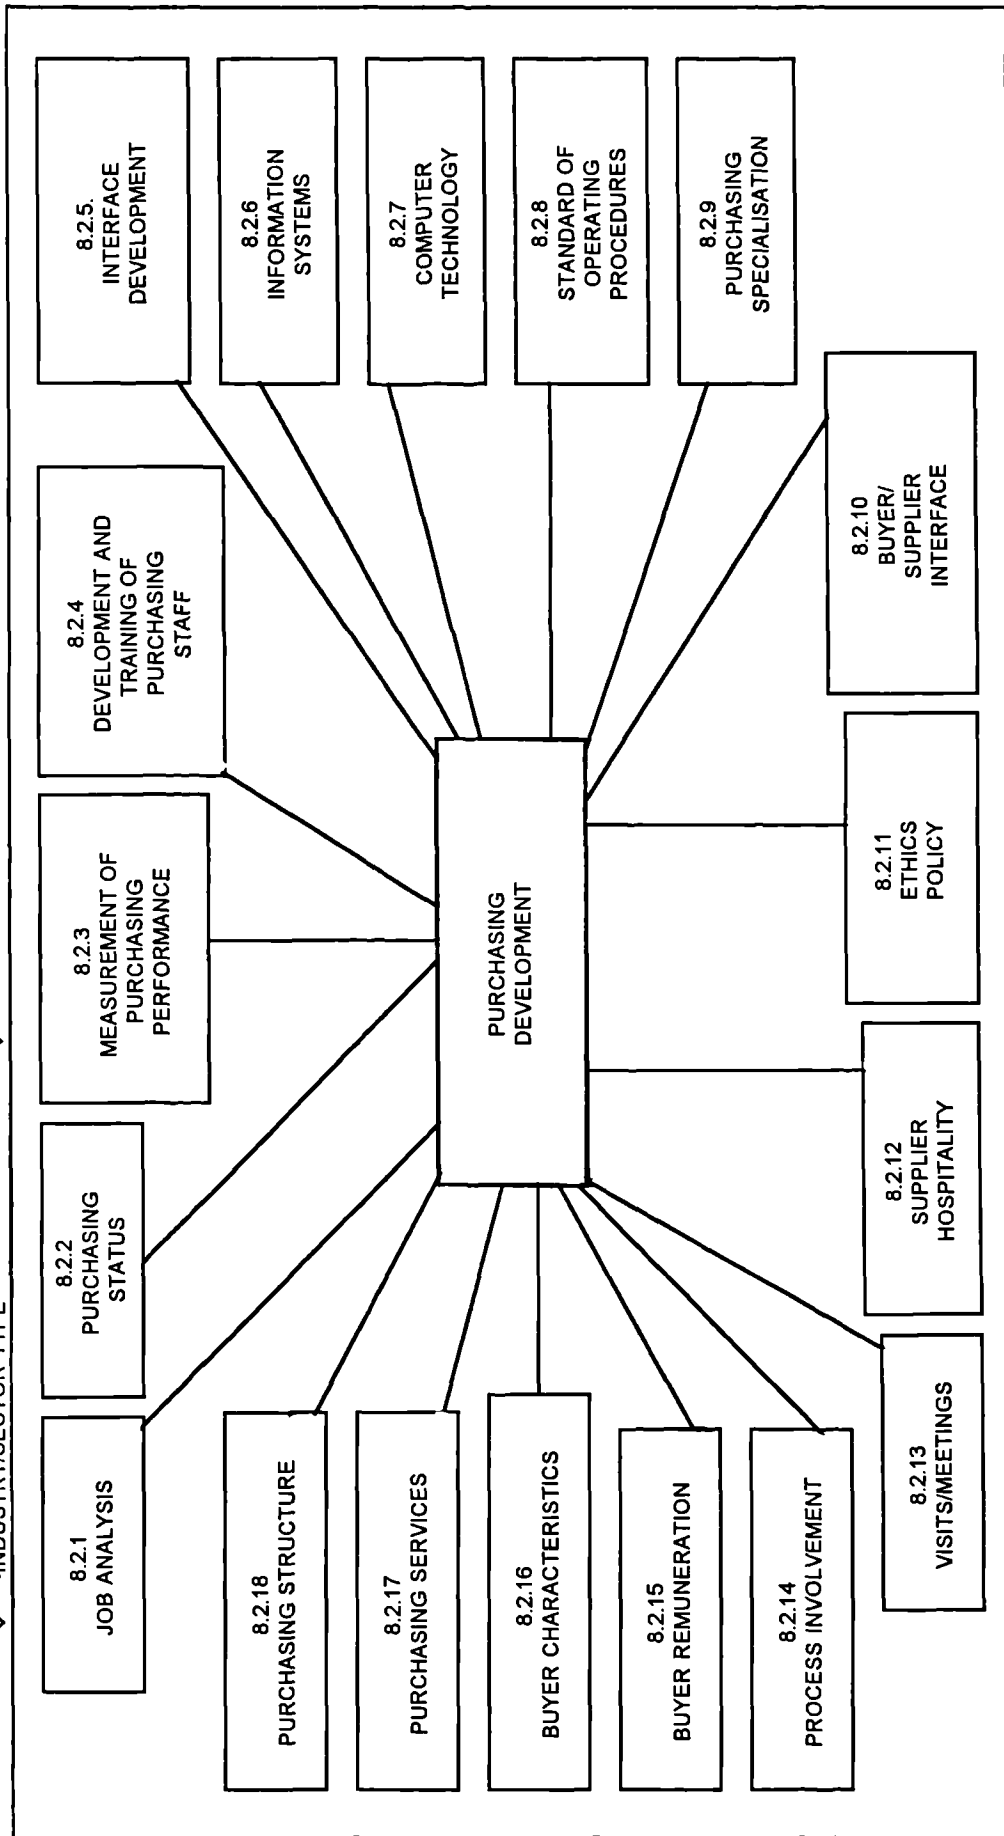 8.2.1
JOB ANALYSIS
8.2.2
PURCHASING
STATUS
8.2.3
MEASUREMENT OF
PURCHASING
PERFORMANCE
8.2.4
DEVELOPMENT AND
TRAINING OF
PURCHASING
STAFF
8.2.5.
INTERFACE
DEVELOPMENT
8.2.6
INFORMATION
SYSTEMS
8.2.7
COMPUTER
TECHNOLOGY
8.2.8
STANDARD OF
OPERATING
PROCEDURES
8.2.9
PURCHASING
SPECIALISATION
8.2.10
BUYER/
SUPPLIER
INTERFACE
8.2.11
ETHICS
POLICY
8.2.12
SUPPLIER
HOSPITALITY
8.2.13
VISITS/MEETINGS
8.2.14
PROCESS INVOLVEMENT
8.2.15
BUYER REMUNERATION
8.2.16
BUYER CHARACTERISTICS
8.2.17
PURCHASING SERVICES
8.2.18
PURCHASING STRUCTURE
PURCHASING
DEVELOPMENT